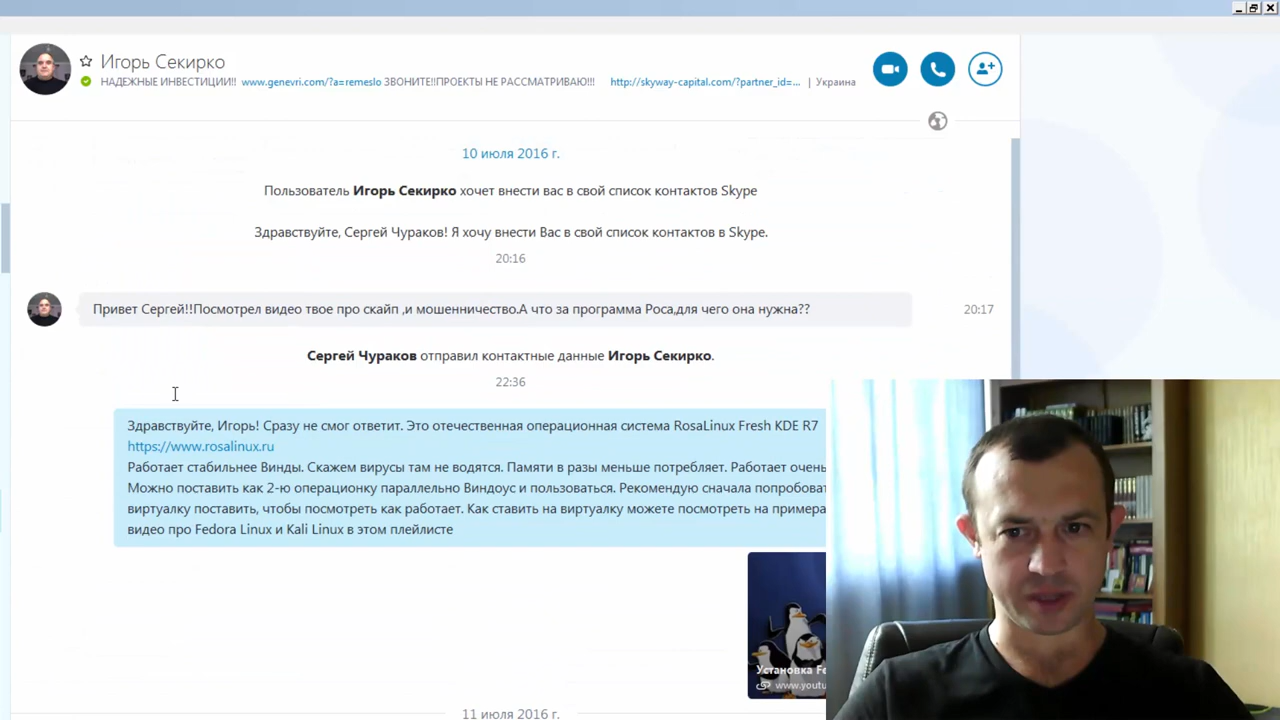 Игорь Секирко
НАДЕЖНЫЕ ИНВЕСТИЦИИ!! www.genevri.com/?a=remeslo ЗВОНИТЕ!!ПРОЕКТЫ НЕ РАССМАТРИВАЮ!!! http://skyway-capital.com/?partner_id=... | Украина
10 июля 2016 г.
Пользователь Игорь Секирко хочет внести вас в свой список контактов Skype
Здравствуйте, Сергей Чураков! Я хочу внести Вас в свой список контактов в Skype.
20:16
Привет Сергей!!Посмотрел видео твое про скайп ,и мошенничество.А что за программа Роса,для чего она нужна?? 20:17
Сергей Чураков отправил контактные данные Игорь Секирко.
22:36
Здравствуйте, Игорь! Сразу не смог ответит. Это отечественная операционная система RosaLinux Fresh KDE R7
https://www.rosalinux.ru
Работает стабильнее Винды. Скажем вирусы там не водятся. Памяти в разы меньше потребляет. Работает очень
Можно поставить как 2-ю операционку параллельно Виндоус и пользоваться. Рекомендую сначала попробоват
виртуалку поставить, чтобы посмотреть как работает. Как ставить на виртуалку можете посмотреть на примера
видео про Fedora Linux и Kali Linux в этом плейлисте
Установка Fe
www.youtu
11 июля 2016 г.